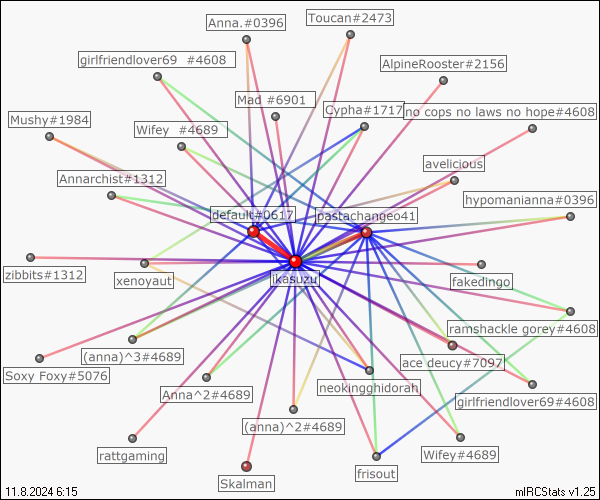 Toucan#2473
Anna.#0396
girlfriendlover69 #4608
AlpineRooster#2156
Mad #6901
Cypha#1717
no cops no laws no hope#4608
Mushy#1984
Wifey #4689
avelicious
Annarchist#1312
hypomanianna#0396
default#0617
pastachangeo41
zibbits#1312
xenoyaut
ikasuzu
fakedingo
ramshackle gorey#4608
(anna)^3#4689
ace deucy#7097
Soxy Foxy#5076
Anna^2#4689
neokingghidorah
girlfriendlover69#4608
(anna)^2#4689
rattgaming
Wifey#4689
frisout
Skalman
11.8.2024 6:15
mIRCStats v1.25